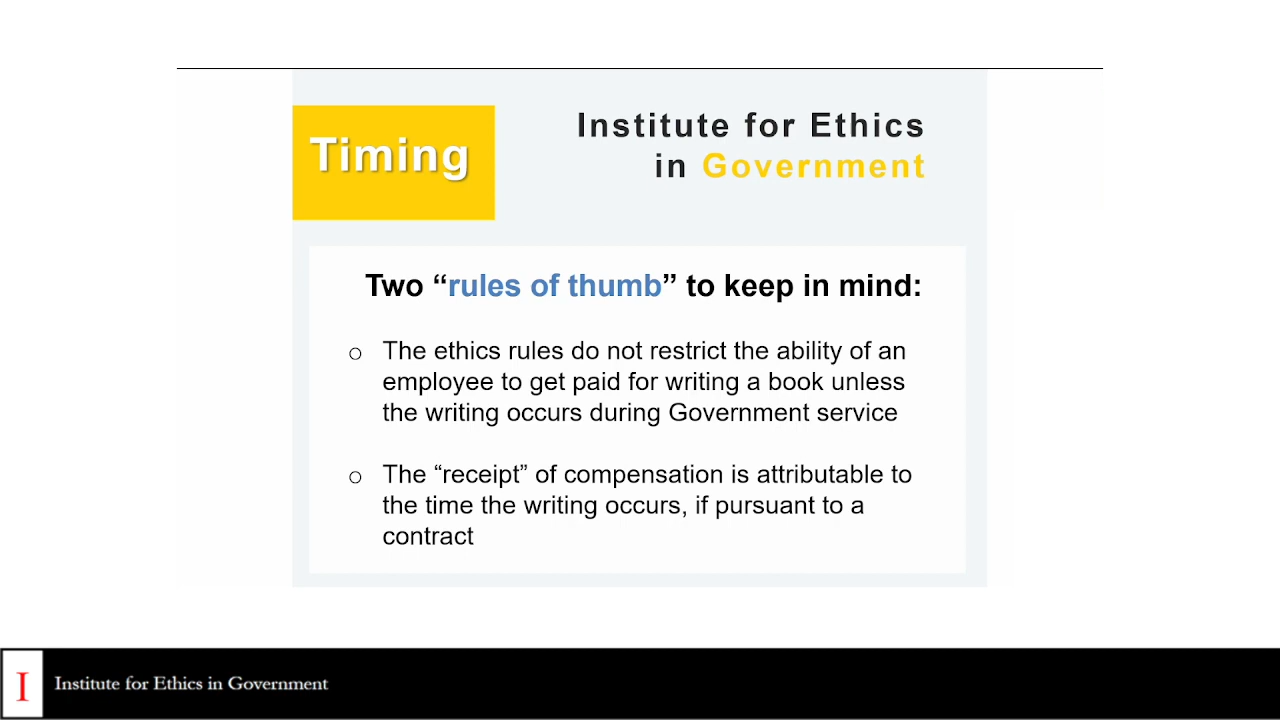 Timing
Institute for Ethics
in Government
Two “rules of thumb” to keep in mind:
o The ethics rules do not restrict the ability of an
employee to get paid for writing a book unless
the writing occurs during Government service
o The “receipt” of compensation is attributable to
the time the writing occurs, if pursuant to a
contract
I Institute for Ethics in Government